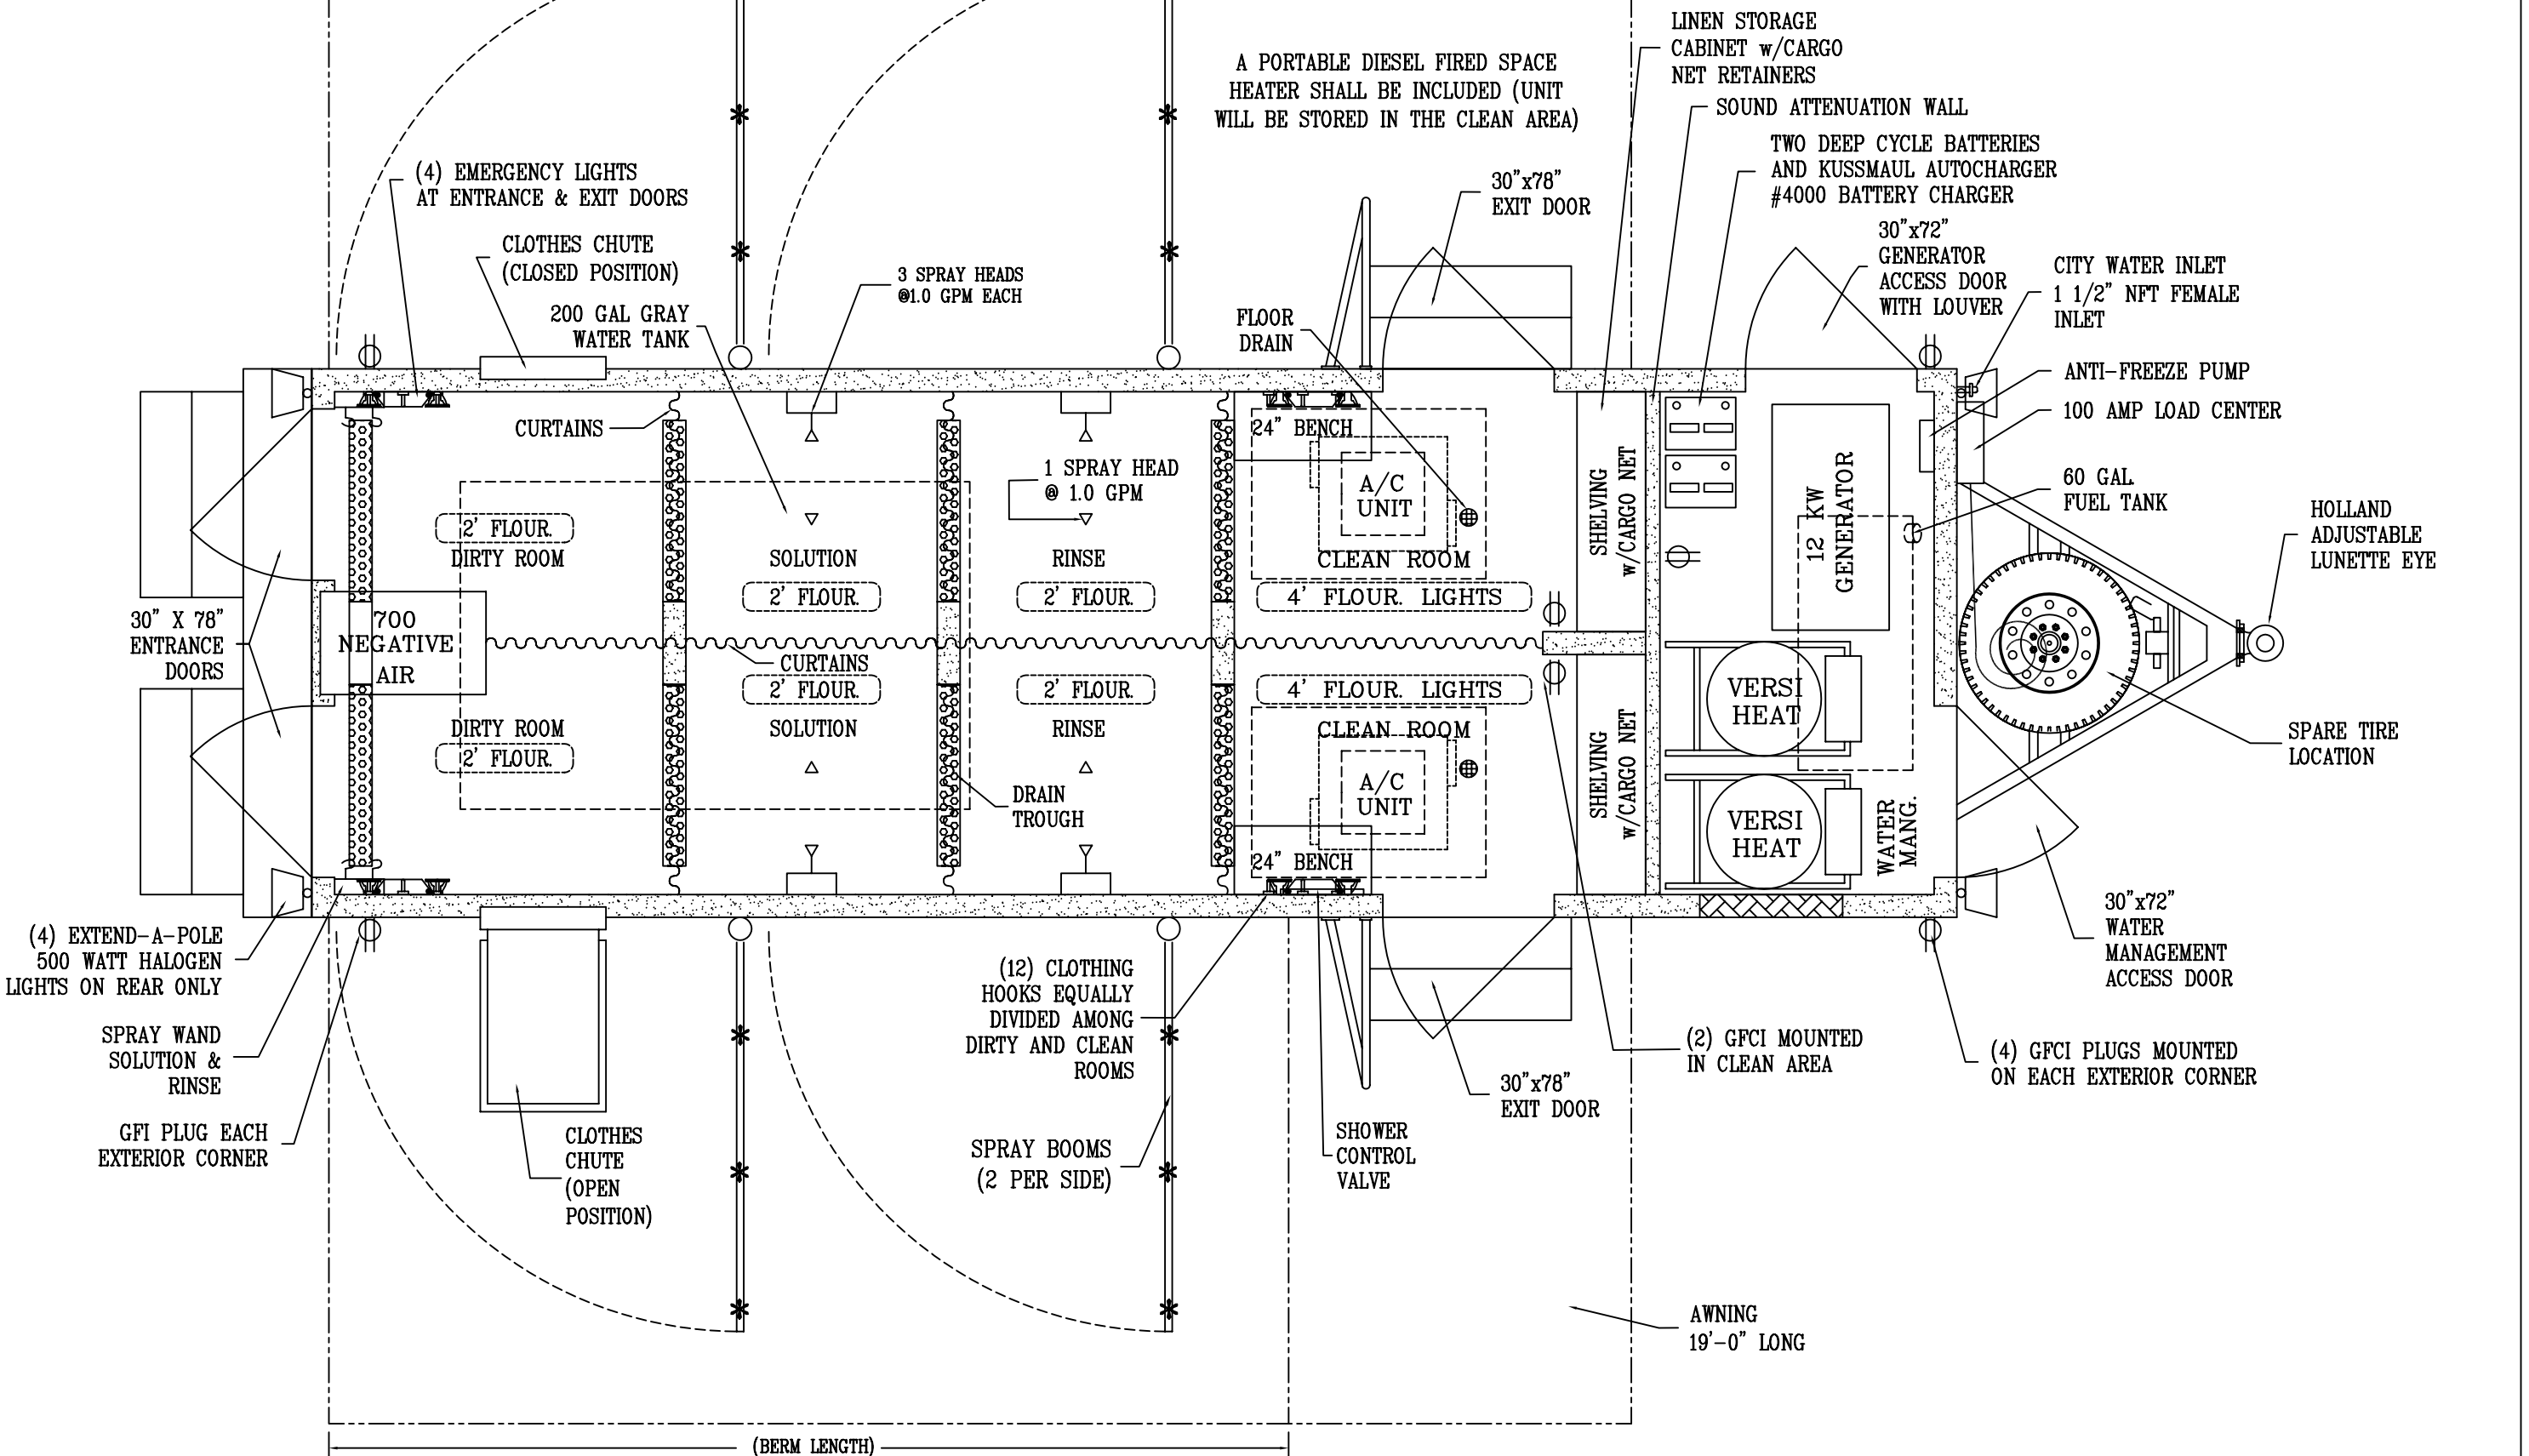 LINEN STORAGE
CABINET w/CARGO
NET RETAINERS
A PORTABLE DIESEL FIRED SPACE
HEATER SHALL BE INCLUDED (UNIT
WILL BE STORED IN THE CLEAN AREA)
SOUND ATTENUATION WALL
TWO DEEP CYCLE BATTERIES
AND KUSSMAUL AUTOCHARGER
#4000 BATTERY CHARGER
(4) EMERGENCY LIGHTS
AT ENTRANCE & EXIT DOORS
30"x78"
EXIT DOOR
30"x72"
GENERATOR
ACCESS DOOR
WITH LOUVER
CLOTHES CHUTE
(CLOSED POSITION)
3 SPRAY HEADS
@1.0 GPM EACH
CITY WATER INLET
1 1/2" NFT FEMALE
INLET
200 GAL GRAY
WATER TANK
FLOOR
DRAIN
ANTI-FREEZE PUMP
100 AMP LOAD CENTER
CURTAINS
24" BENCH
1 SPRAY HEAD
@ 1.0 GPM
A/C
UNIT
SHELVING
w/CARGO NET
12 KW
GENERATOR
60 GAL.
FUEL TANK
HOLLAND
ADJUSTABLE
LUNETTE EYE
2' FLOUR.
DIRTY ROOM
SOLUTION
RINSE
CLEAN ROOM
2' FLOUR.
2' FLOUR.
4' FLOUR. LIGHTS
30" X 78"
ENTRANCE
DOORS
700
NEGATIVE
AIR
CURTAINS
2' FLOUR.
2' FLOUR.
4' FLOUR. LIGHTS
VERSI
HEAT
DIRTY ROOM
SOLUTION
RINSE
CLEAN ROOM
2' FLOUR.
SPARE TIRE
LOCATION
DRAIN
TROUGH
A/C
UNIT
SHELVING
w/CARGO NET
VERSI
HEAT
WATER
MANG.
24" BENCH
(4) EXTEND-A-POLE
500 WATT HALOGEN
LIGHTS ON REAR ONLY
30"x72"
WATER
MANAGEMENT
ACCESS DOOR
(12) CLOTHING
HOOKS EQUALLY
DIVIDED AMONG
DIRTY AND CLEAN
ROOMS
SPRAY WAND
SOLUTION &
RINSE
(2) GFCI MOUNTED
IN CLEAN AREA
(4) GFCI PLUGS MOUNTED
ON EACH EXTERIOR CORNER
30"x78"
EXIT DOOR
GFI PLUG EACH
EXTERIOR CORNER
CLOTHES
CHUTE
(OPEN
POSITION)
SPRAY BOOMS
(2 PER SIDE)
SHOWER
CONTROL
VALVE
AWNING
19'-0" LONG
(BERM LENGTH)